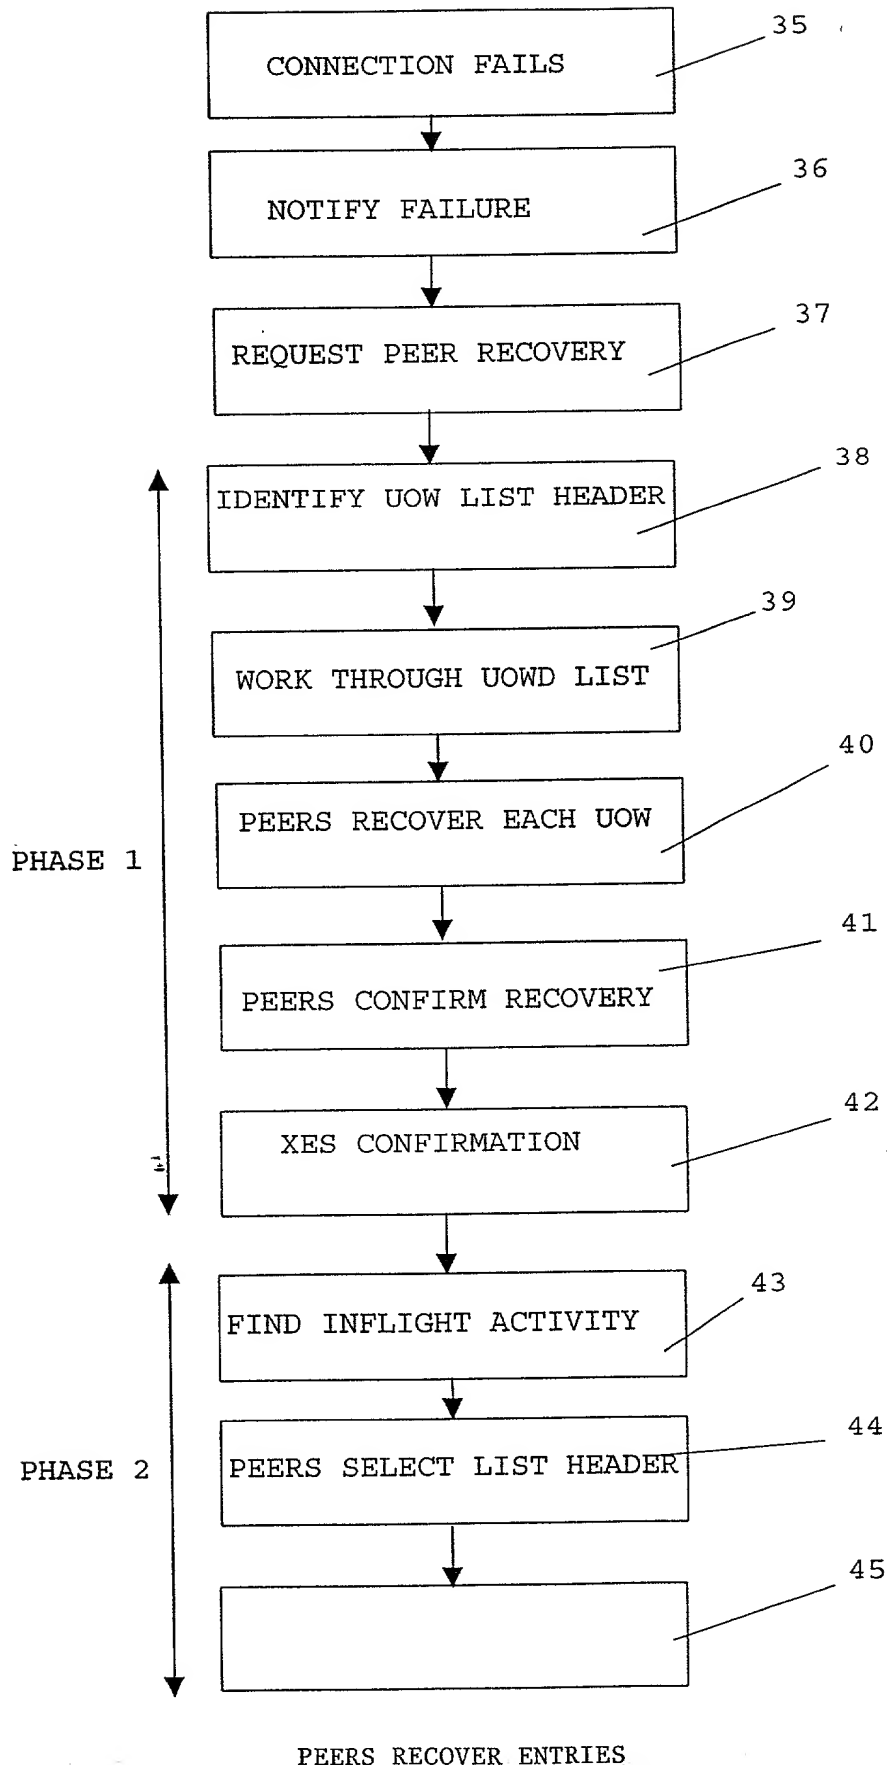 CONNECTION FAILS
35
NOTIFY FAILURE
36
REQUEST PEER RECOVERY
37
IDENTIFY UOW LIST HEADER
38
WORK THROUGH UOWD LIST
39
PEERS RECOVER EACH UOW
40
PHASE 1
PEERS CONFIRM RECOVERY
41
XES CONFIRMATION
42
FIND INFLIGHT ACTIVITY
43
PEERS SELECT LIST HEADER
44
PHASE 2
45
PEERS RECOVER ENTRIES